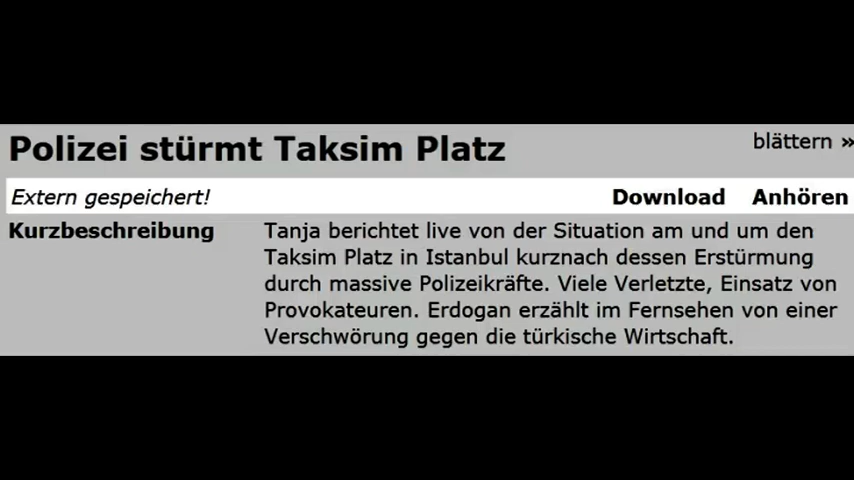 Polizei stürmt Taksim Platz
blättern »
Extern gespeichert!
Download Anhören
Kurzbeschreibung
Tanja berichtet live von der Situation am und um den
Taksim Platz in Istanbul kurznach dessen Erstürmung
durch massive Polizeikräfte. Viele Verletzte, Einsatz von
Provokateuren. Erdogan erzählt im Fernsehen von einer
Verschwörung gegen die türkische Wirtschaft.